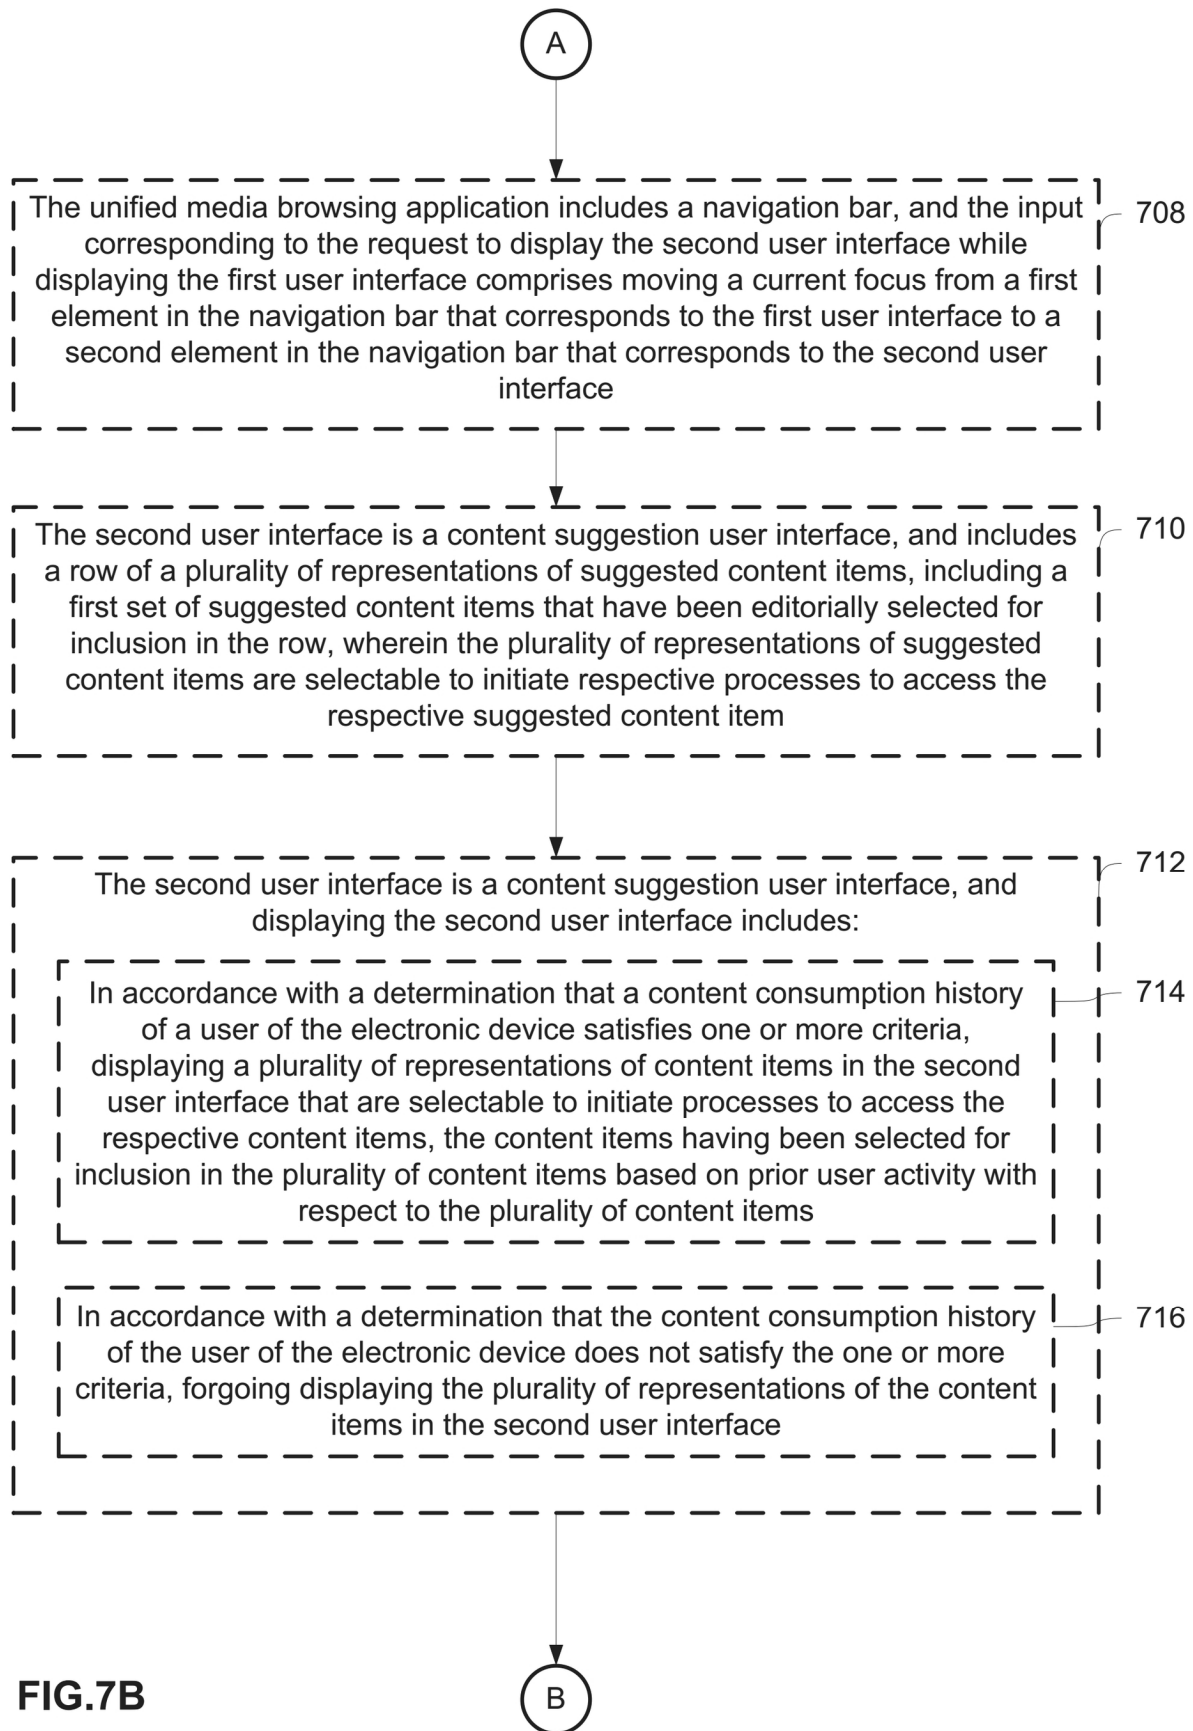 A
The unified media browsing application includes a navigation bar, and the input
corresponding to the request to display the second user interface while
displaying the first user interface comprises moving a current focus from a first
element in the navigation bar that corresponds to the first user interface to a
second element in the navigation bar that corresponds to the second user
interface
708
The second user interface is a content suggestion user interface, and includes
a row of a plurality of representations of suggested content items, including a
first set of suggested content items that have been editorially selected for
inclusion in the row, wherein the plurality of representations of suggested
content items are selectable to initiate respective processes to access the
respective suggested content item
710
The second user interface is a content suggestion user interface, and
displaying the second user interface includes:
712
In accordance with a determination that a content consumption history
of a user of the electronic device satisfies one or more criteria,
displaying a plurality of representations of content items in the second
user interface that are selectable to initiate processes to access the
respective content items, the content items having been selected for
inclusion in the plurality of content items based on prior user activity with
respect to the plurality of content items
714
In accordance with a determination that the content consumption history
of the user of the electronic device does not satisfy the one or more
criteria, forgoing displaying the plurality of representations of the content
items in the second user interface
716
FIG.7B
B